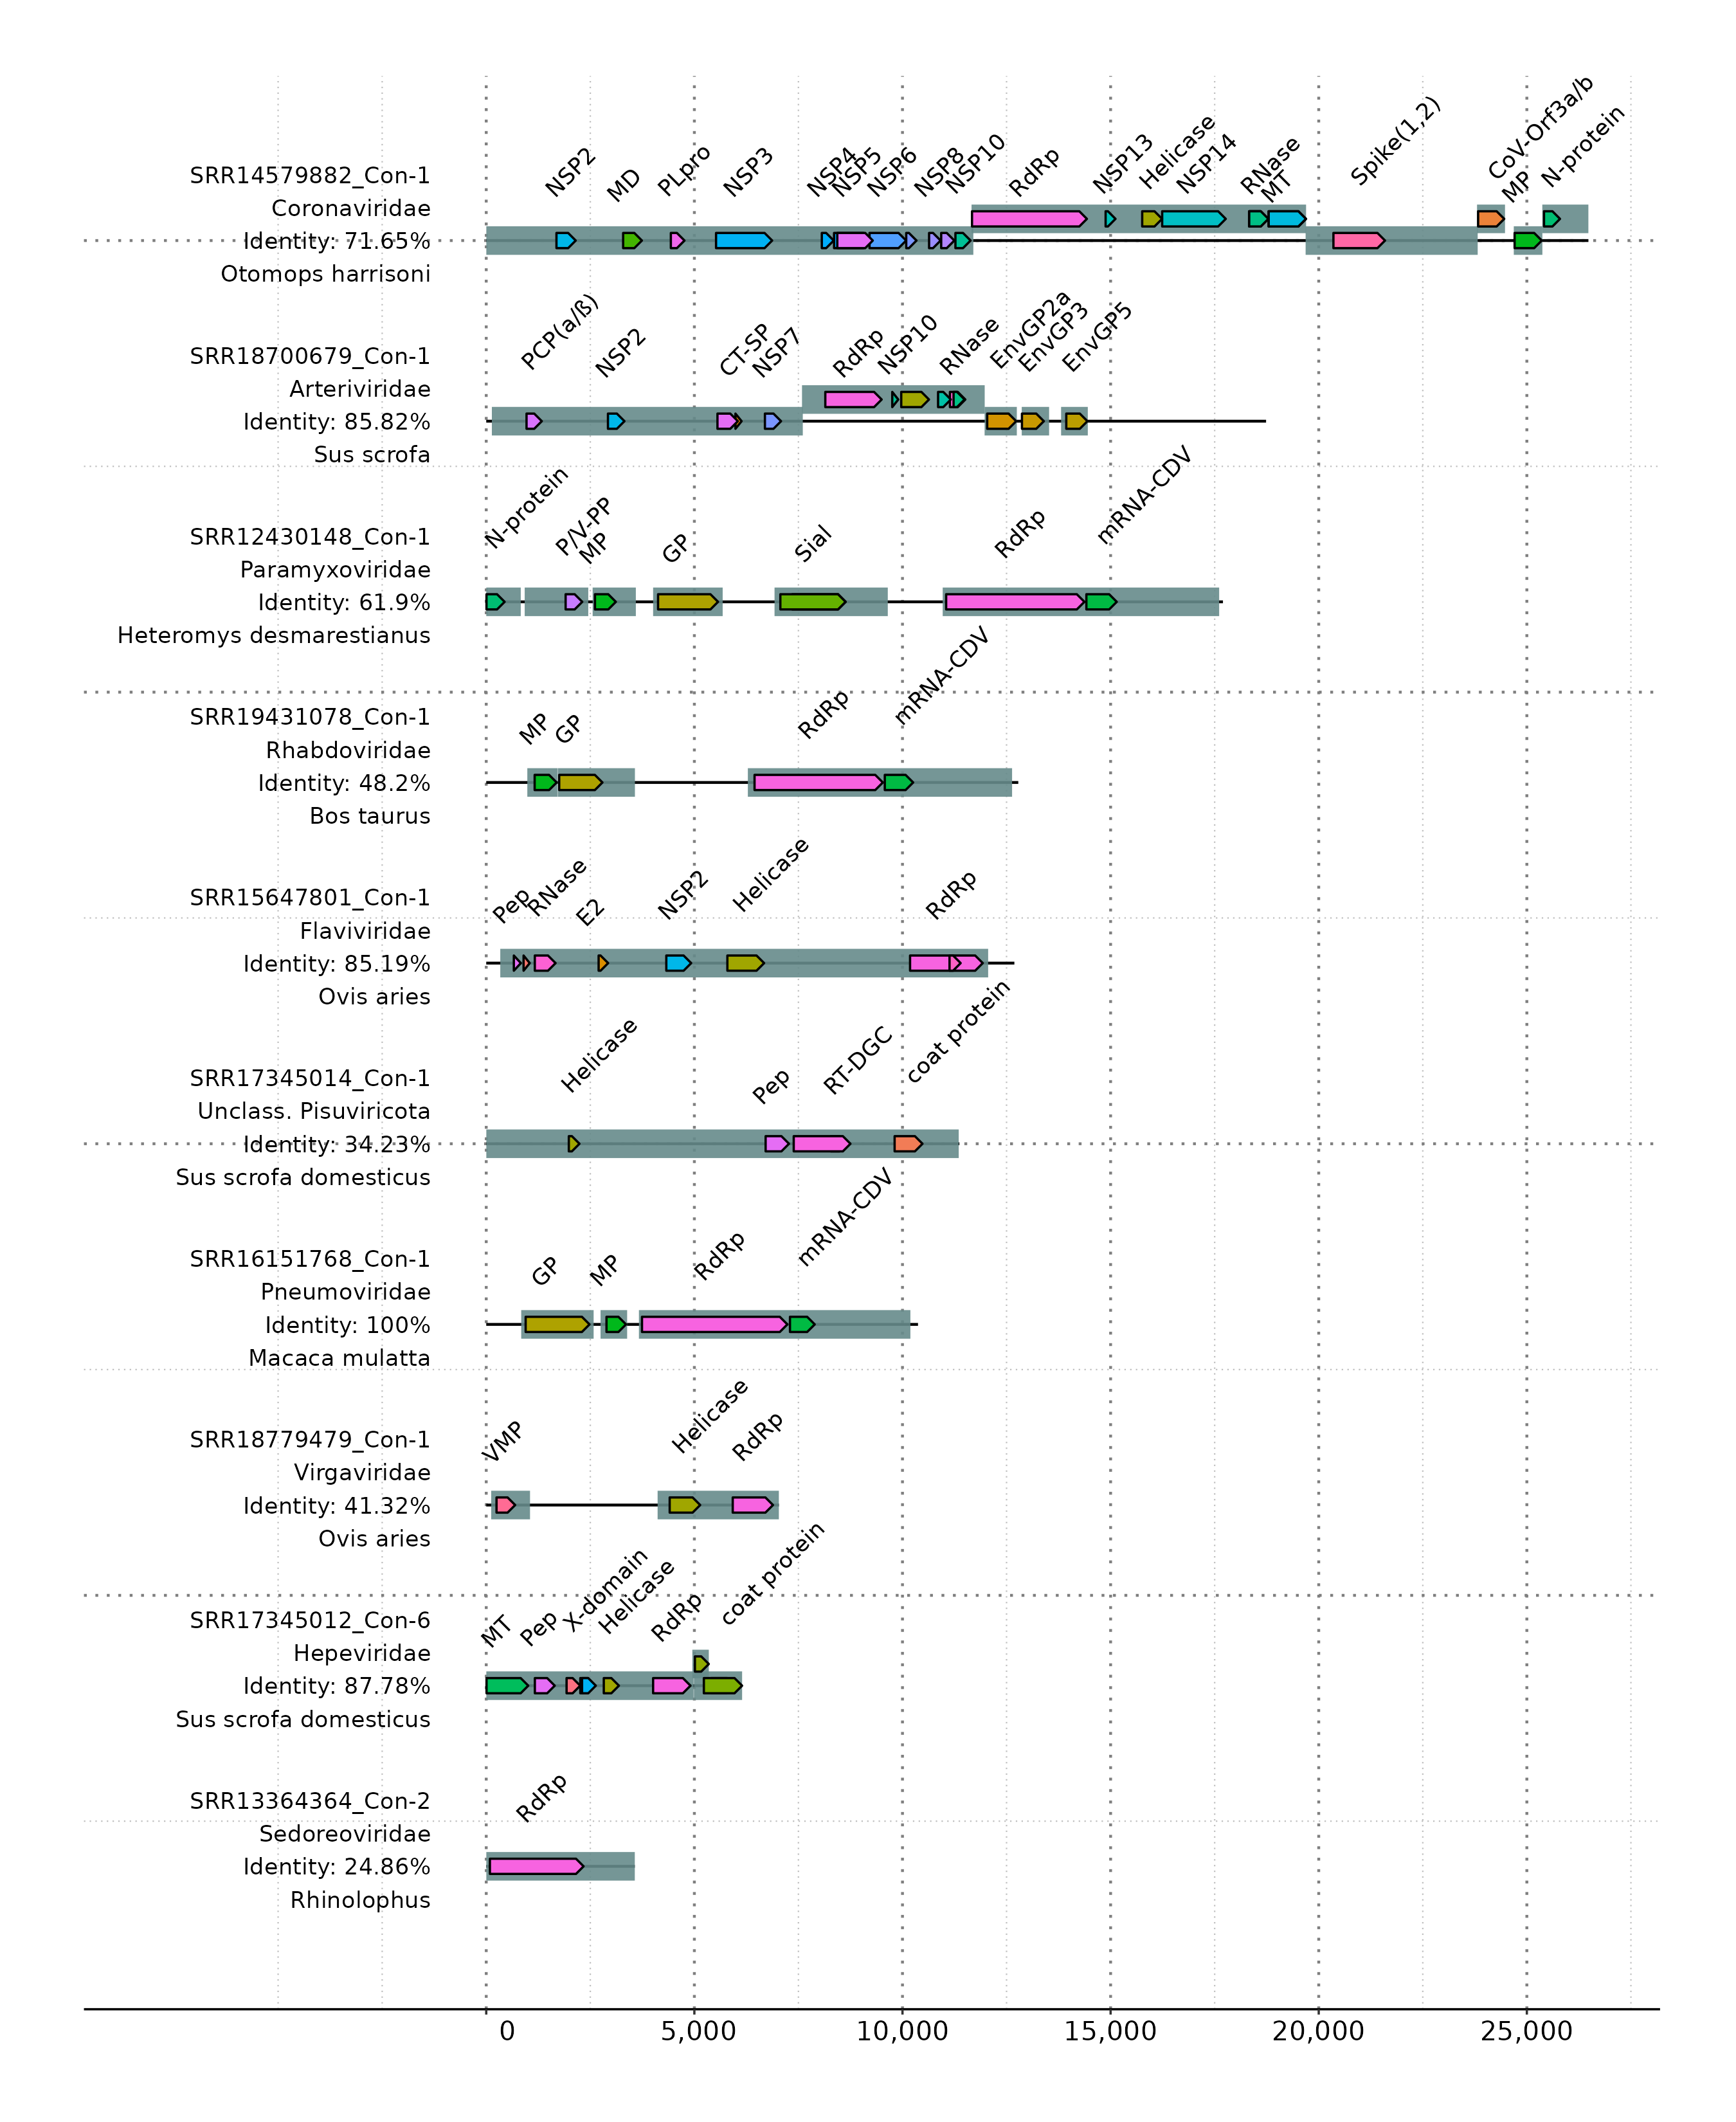 NSP2 MD PLpro NSP3 NSP4 NSP5 NSP6 NSP8 NSP10 RdRp NSP13 Helicase NSP14 RNase MT Spike(1,2) CoV-Orf3a/b MP N-protein
SRR14579882_Con-1
Coronaviridae
Identity: 71.65%
Otomops harrisoni
PCP(a/ß) NSP2 CT-SP NSP7 RdRp NSP10 RNase EnvGP2a EnvGP3 EnvGP5
SRR18700679_Con-1
Arteriviridae
Identity: 85.82%
Sus scrofa
N-protein P/V-PP MP GP Sial RdRp mRNA-CDV
SRR12430148_Con-1
Paramyxoviridae
Identity: 61.9%
Heteromys desmarestianus
MP GP RdRp mRNA-CDV
SRR19431078_Con-1
Rhabdoviridae
Identity: 48.2%
Bos taurus
Pep RNase E2 NSP2 Helicase RdRp
SRR15647801_Con-1
Flaviviridae
Identity: 85.19%
Ovis aries
Helicase Pep RT-DGC coat protein
SRR17345014_Con-1
Unclass. Pisuviricota
Identity: 34.23%
Sus scrofa domesticus
GP MP RdRp mRNA-CDV
SRR16151768_Con-1
Pneumoviridae
Identity: 100%
Macaca mulatta
VMP Helicase RdRp
SRR18779479_Con-1
Virgaviridae
Identity: 41.32%
Ovis aries
MT Pep X-domain Helicase RdRp coat protein
SRR17345012_Con-6
Hepeviridae
Identity: 87.78%
Sus scrofa domesticus
RdRp
SRR13364364_Con-2
Sedoreoviridae
Identity: 24.86%
Rhinolophus
0 5,000 10,000 15,000 20,000 25,000